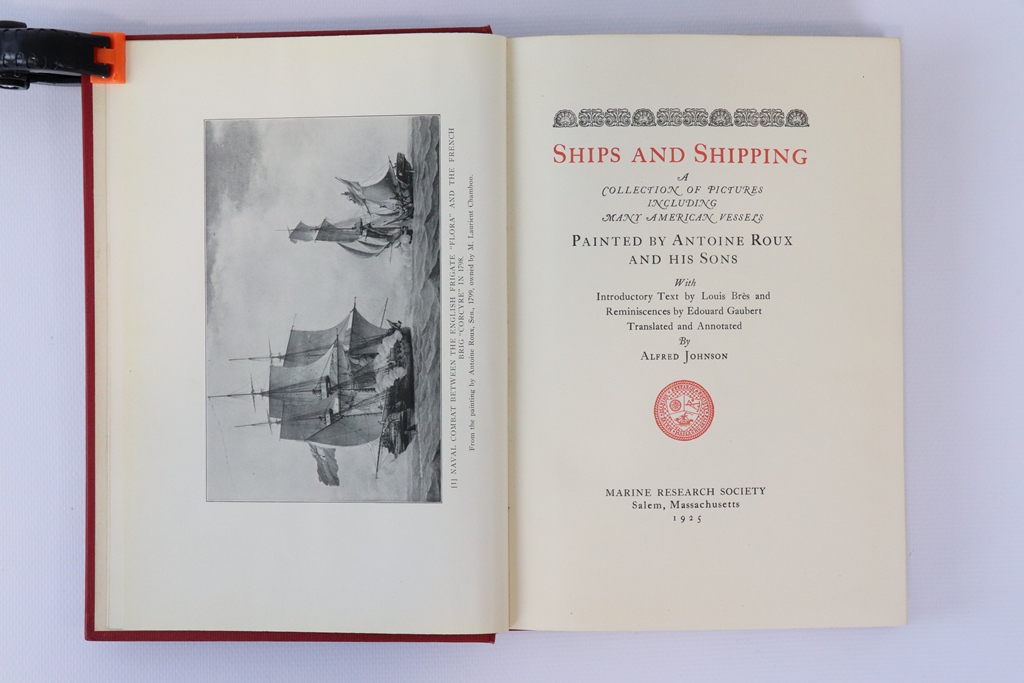 [1] NAVAL COMBAT BETWEEN THE ENGLISH FRIGATE "FLORA" AND THE FRENCH
BRIG "CORCYRE" IN 1798.
From the painting by Antoine Roux, Sen., 1799, owned by M. Laurient Chambon.
SHIPS AND SHIPPING
A
COLLECTION OF PICTURES
INCLUDING
MANY AMERICAN VESSELS
PAINTED BY ANTOINE ROUX
AND HIS SONS
With
Introductory Text by Louis Brès and
Reminiscences by Edouard Gaubert
Translated and Annotated
By
ALFRED JOHNSON
MARINE RESEARCH SOCIETY
Salem, Massachusetts
1925